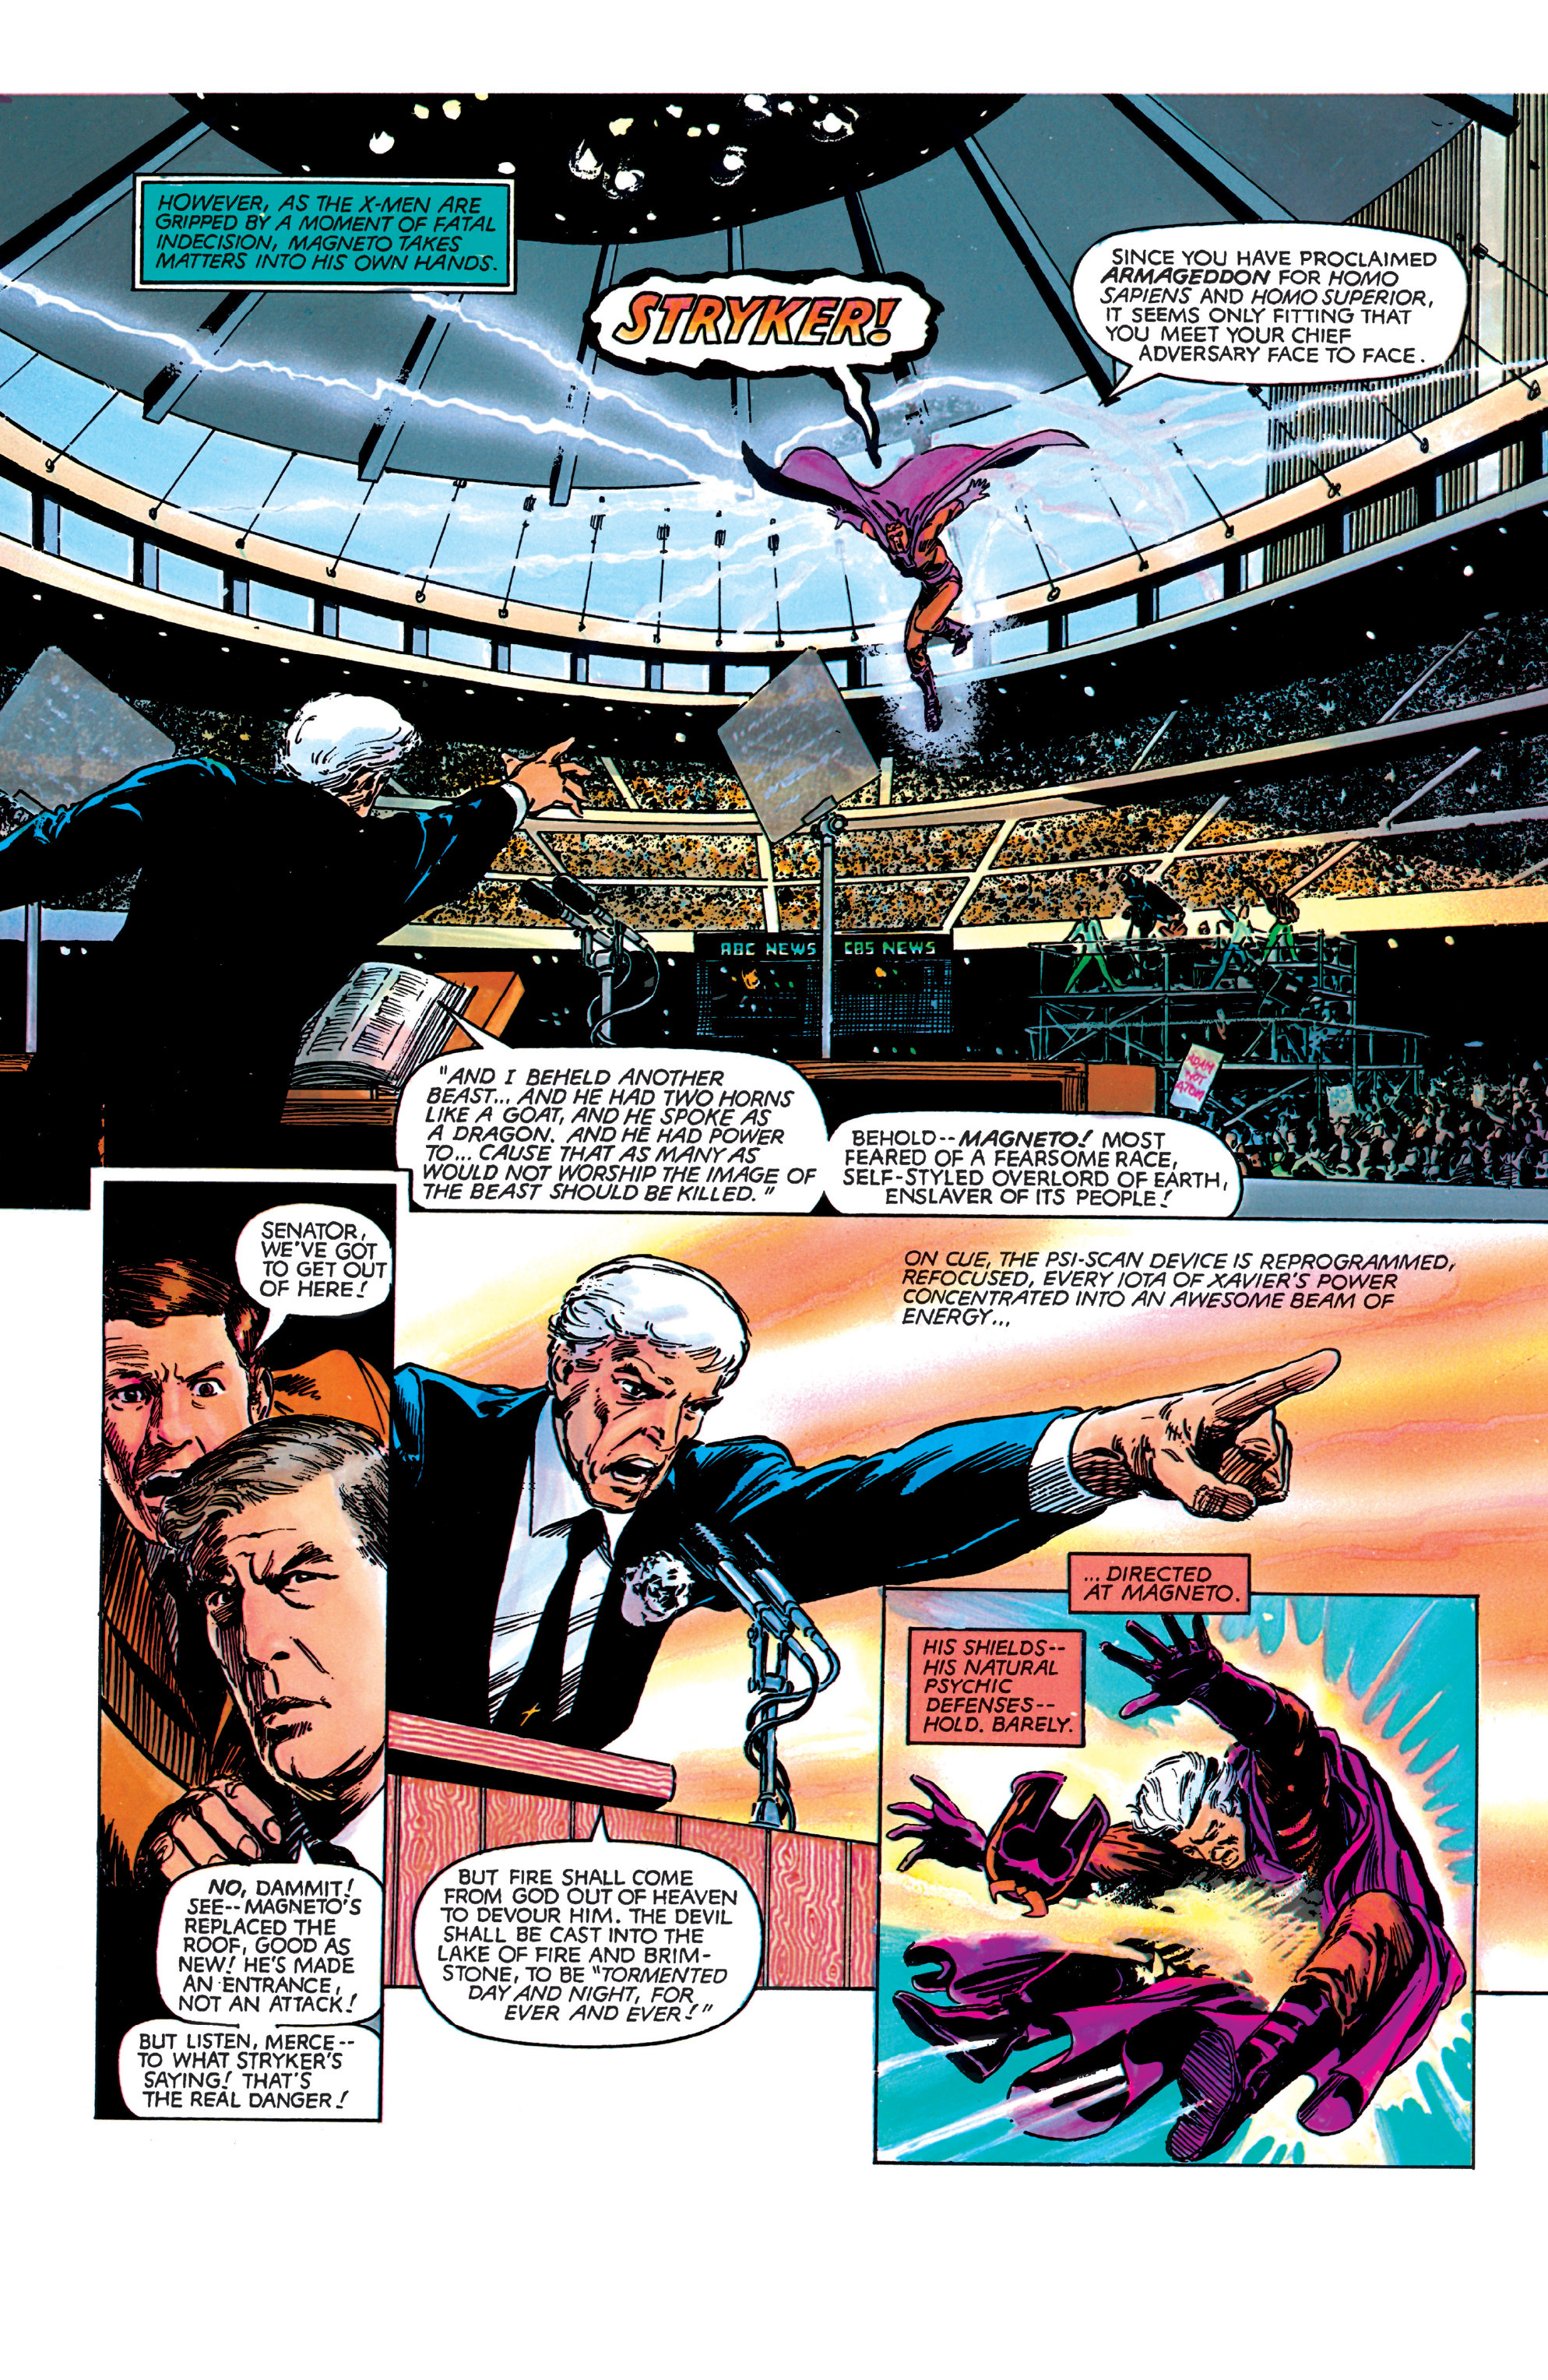 HOWEVER, AS THE X-MEN ARE
GRIPPED BY A MOMENT OF FATAL
INDECISION, MAGNETO TAKES
MATTERS INTO HIS OWN HANDS.
STRYKER!
SINCE YOU HAVE PROCLAIMED
ARMAGEDDON FOR HOMO
SAPIENS AND HOMO SUPERIOR,
IT SEEMS ONLY FITTING THAT
YOU MEET YOUR CHIEF
ADVERSARY FACE TO FACE.
ABC NEWS
CBS NEWS
ADAM
NOT
ATOM
NO
"AND I BEHELD ANOTHER
BEAST... AND HE HAD TWO HORNS
LIKE A GOAT, AND HE SPOKE AS
A DRAGON. AND HE HAD POWER
TO... CAUSE THAT AS MANY AS
WOULD NOT WORSHIP THE IMAGE OF
THE BEAST SHOULD BE KILLED."
BEHOLD--MAGNETO! MOST
FEARED OF A FEARSOME RACE,
SELF-STYLED OVERLORD OF EARTH,
ENSLAVER OF ITS PEOPLE!
SENATOR,
WE'VE GOT
TO GET OUT
OF HERE!
NO, DAMMIT!
SEE--MAGNETO'S
REPLACED THE
ROOF, GOOD AS
NEW! HE'S MADE
AN ENTRANCE,
NOT AN ATTACK!
BUT LISTEN, MERCE--
TO WHAT STRYKER'S
SAYING! THAT'S
THE REAL DANGER!
ON CUE, THE PSI-SCAN DEVICE IS REPROGRAMMED,
REFOCUSED, EVERY IOTA OF XAVIER'S POWER
CONCENTRATED INTO AN AWESOME BEAM OF
ENERGY...
BUT FIRE SHALL COME
FROM GOD OUT OF HEAVEN
TO DEVOUR HIM. THE DEVIL
SHALL BE CAST INTO THE
LAKE OF FIRE AND BRIM-
STONE, TO BE "TORMENTED
DAY AND NIGHT, FOR
EVER AND EVER!"
... DIRECTED
AT MAGNETO.
HIS SHIELDS--
HIS NATURAL
PSYCHIC
DEFENSES--
HOLD. BARELY.